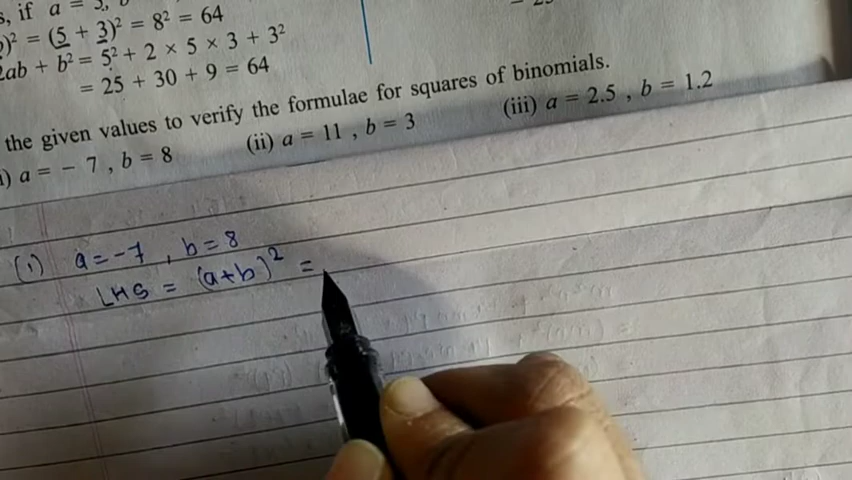 s, if a = 5,
)² = (5 + 3)² = 8² = 64
2ab + b² = 5² + 2 × 5 × 3 + 3²
= 25 + 30 + 9 = 64
the given values to verify the formulae for squares of binomials.
i) a = - 7 , b = 8 (ii) a = 11 , b = 3 (iii) a = 2.5 , b = 1.2
(1) a = -7 , b = 8
LHS = (a+b)² =